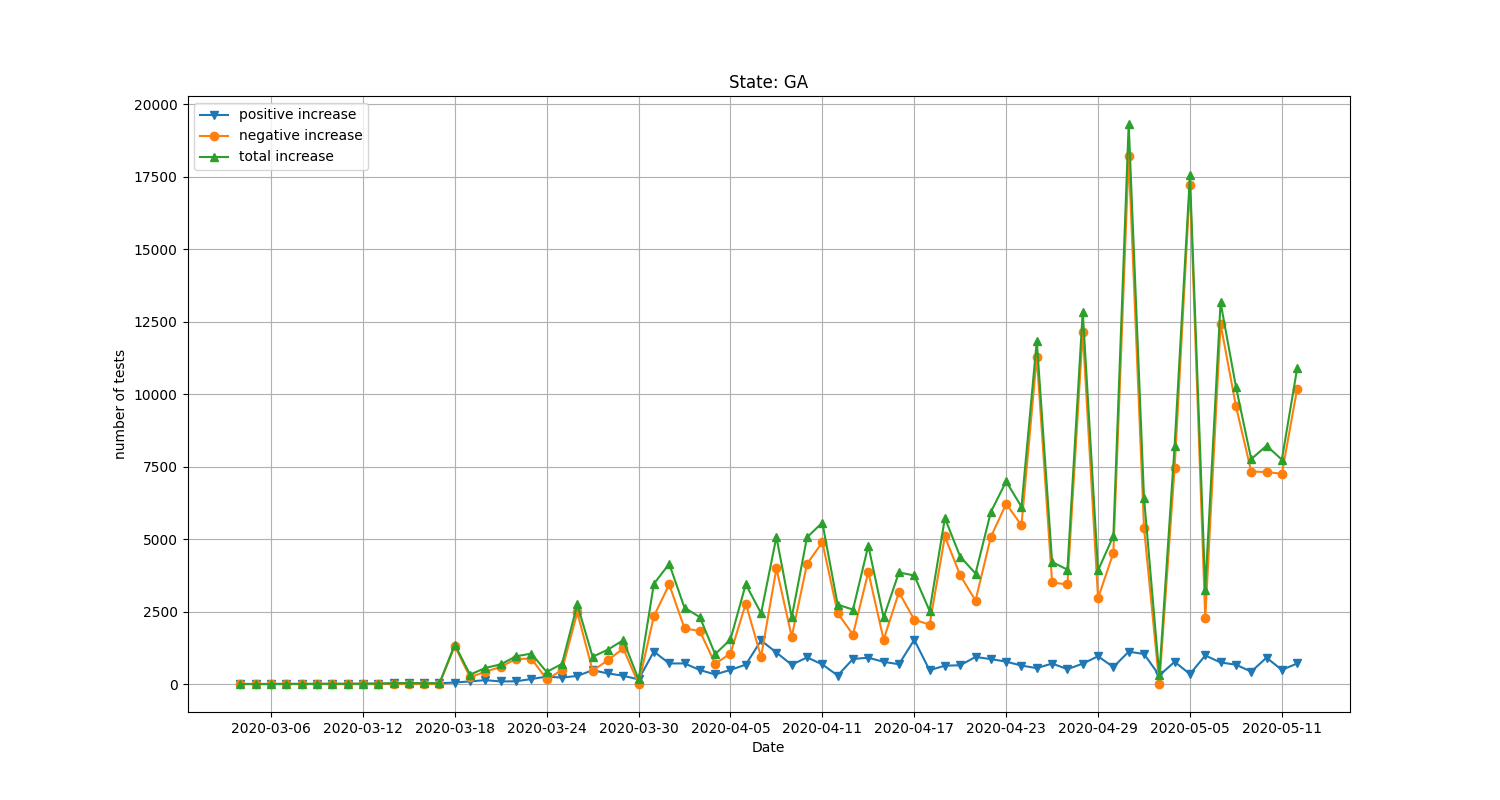 State: GA
20000
17500
15000
12500
10000
7500
5000
2500
0
number of tests
positive increase
negative increase
total increase
2020-03-06 2020-03-12 2020-03-18 2020-03-24 2020-03-30 2020-04-05 2020-04-11 2020-04-17 2020-04-23 2020-04-29 2020-05-05 2020-05-11
Date